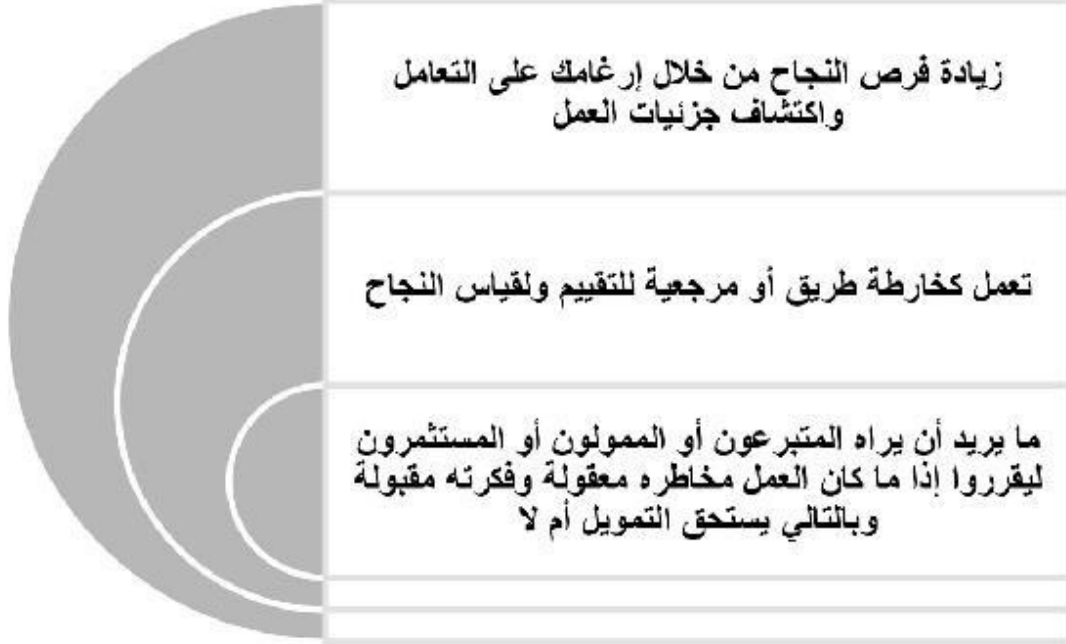 زيادة فرص النجاح من خلال إرغامك على التعامل
واكتشاف جزئيات العمل
تعمل كخارطة طريق أو مرجعية للتقييم ولقياس النجاح
ما يريد أن يراه المتبرعون أو الممولون أو المستثمرون
ليقرروا إذا ما كان العمل مخاطره معقولة وفكرته مقبولة
وبالتالي يستحق التمويل أم لا